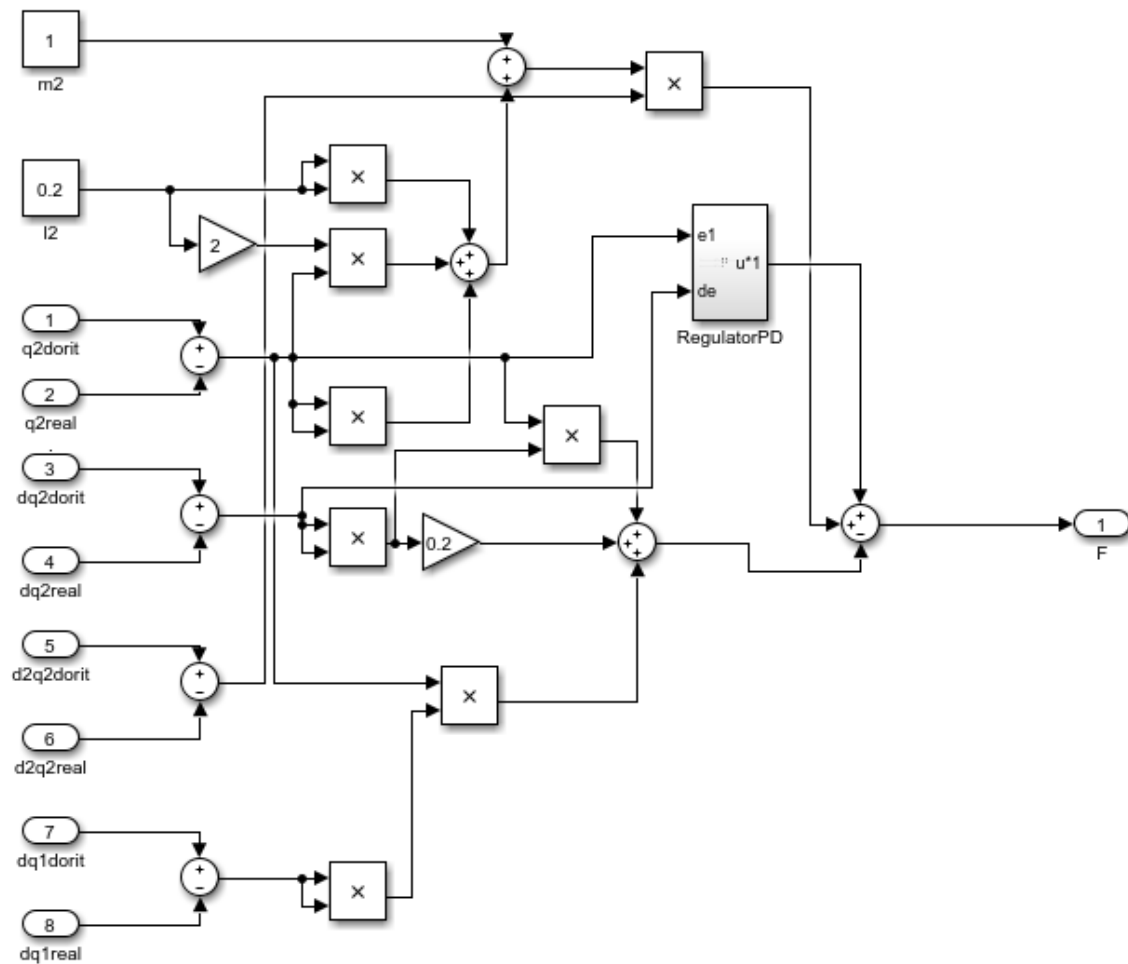 1
m2
0.2
l2
2
1
q2dorit
2
q2real
3
dq2dorit
4
dq2real
5
d2q2dorit
6
d2q2real
7
dq1dorit
8
dq1real
+
+
×
×
×
+
+
+
+
−
×
×
+
−
×
0.2
+
+
+
+
−
×
+
−
×
e1
de
u*1
RegulatorPD
+
+
−
1
F